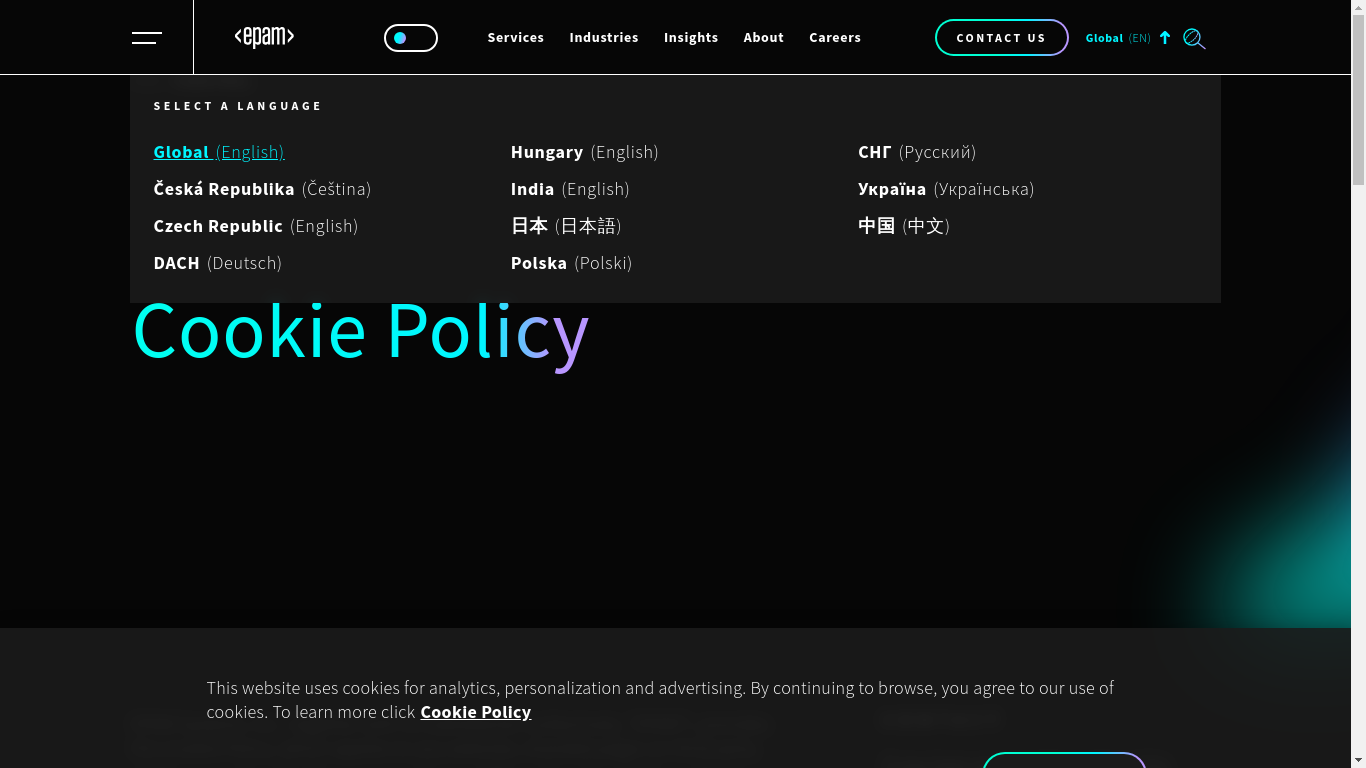 <epam>
Services Industries Insights About Careers
CONTACT US
Global (EN)
SELECT A LANGUAGE
Global (English)
Česká Republika (Čeština)
Czech Republic (English)
DACH (Deutsch)
Hungary (English)
India (English)
日本 (日本語)
Polska (Polski)
СНГ (Русский)
Україна (Українська)
中国 (中文)
Cookie Policy
This website uses cookies for analytics, personalization and advertising. By continuing to browse, you agree to our use of
cookies. To learn more click Cookie Policy